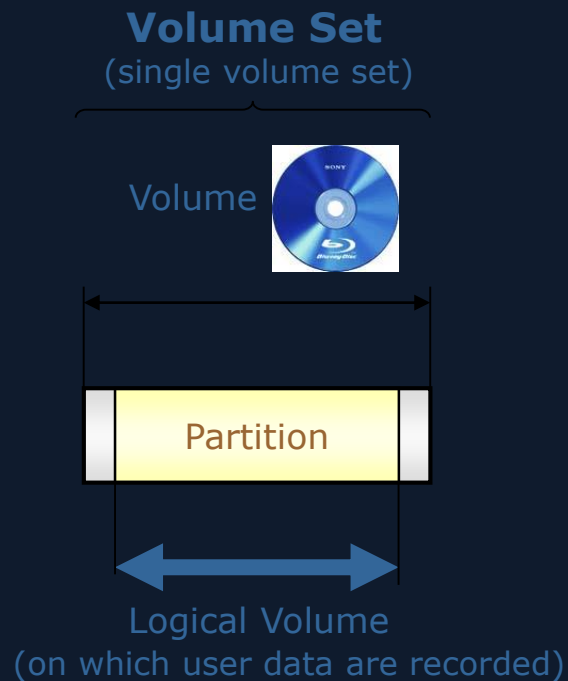 Volume Set
(single volume set)
Volume
SONY
Blu-ray Disc
Partition
Logical Volume
(on which user data are recorded)